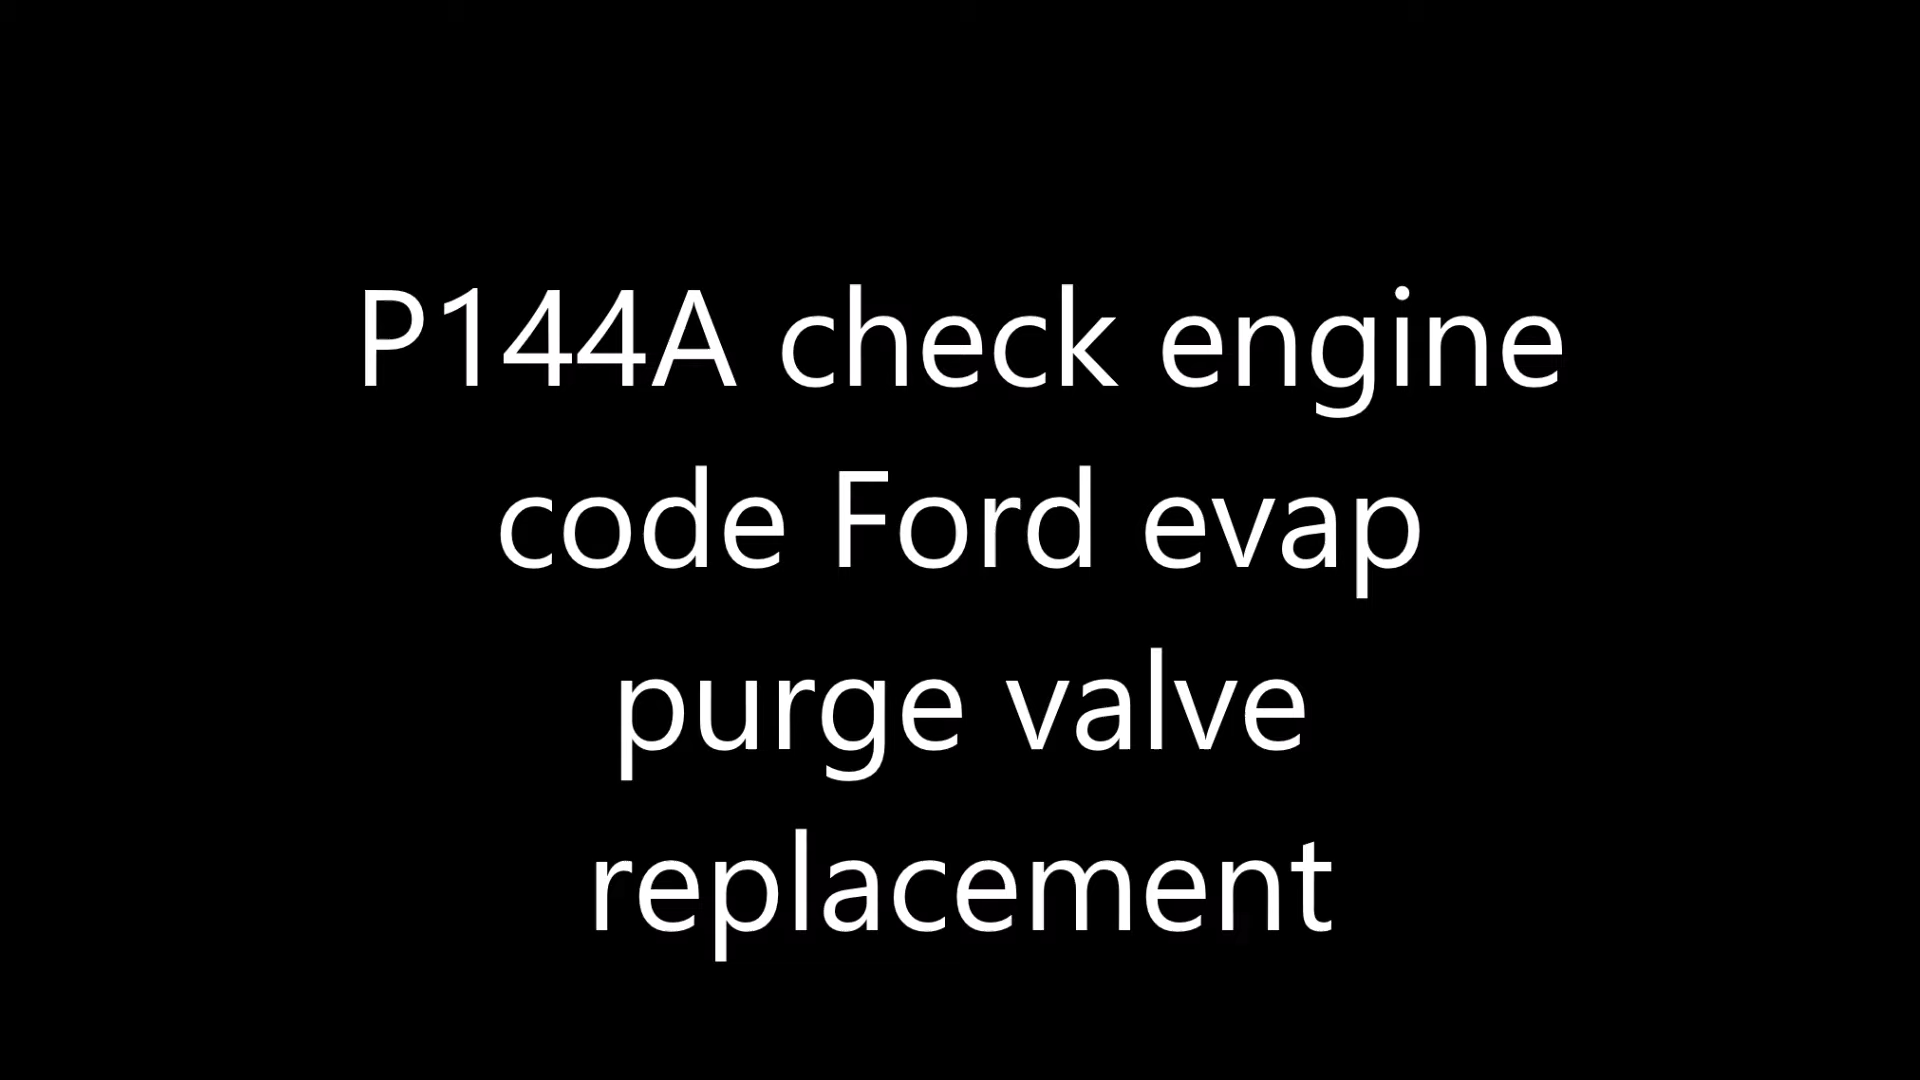 P144A check engine
code Ford evap
purge valve
replacement